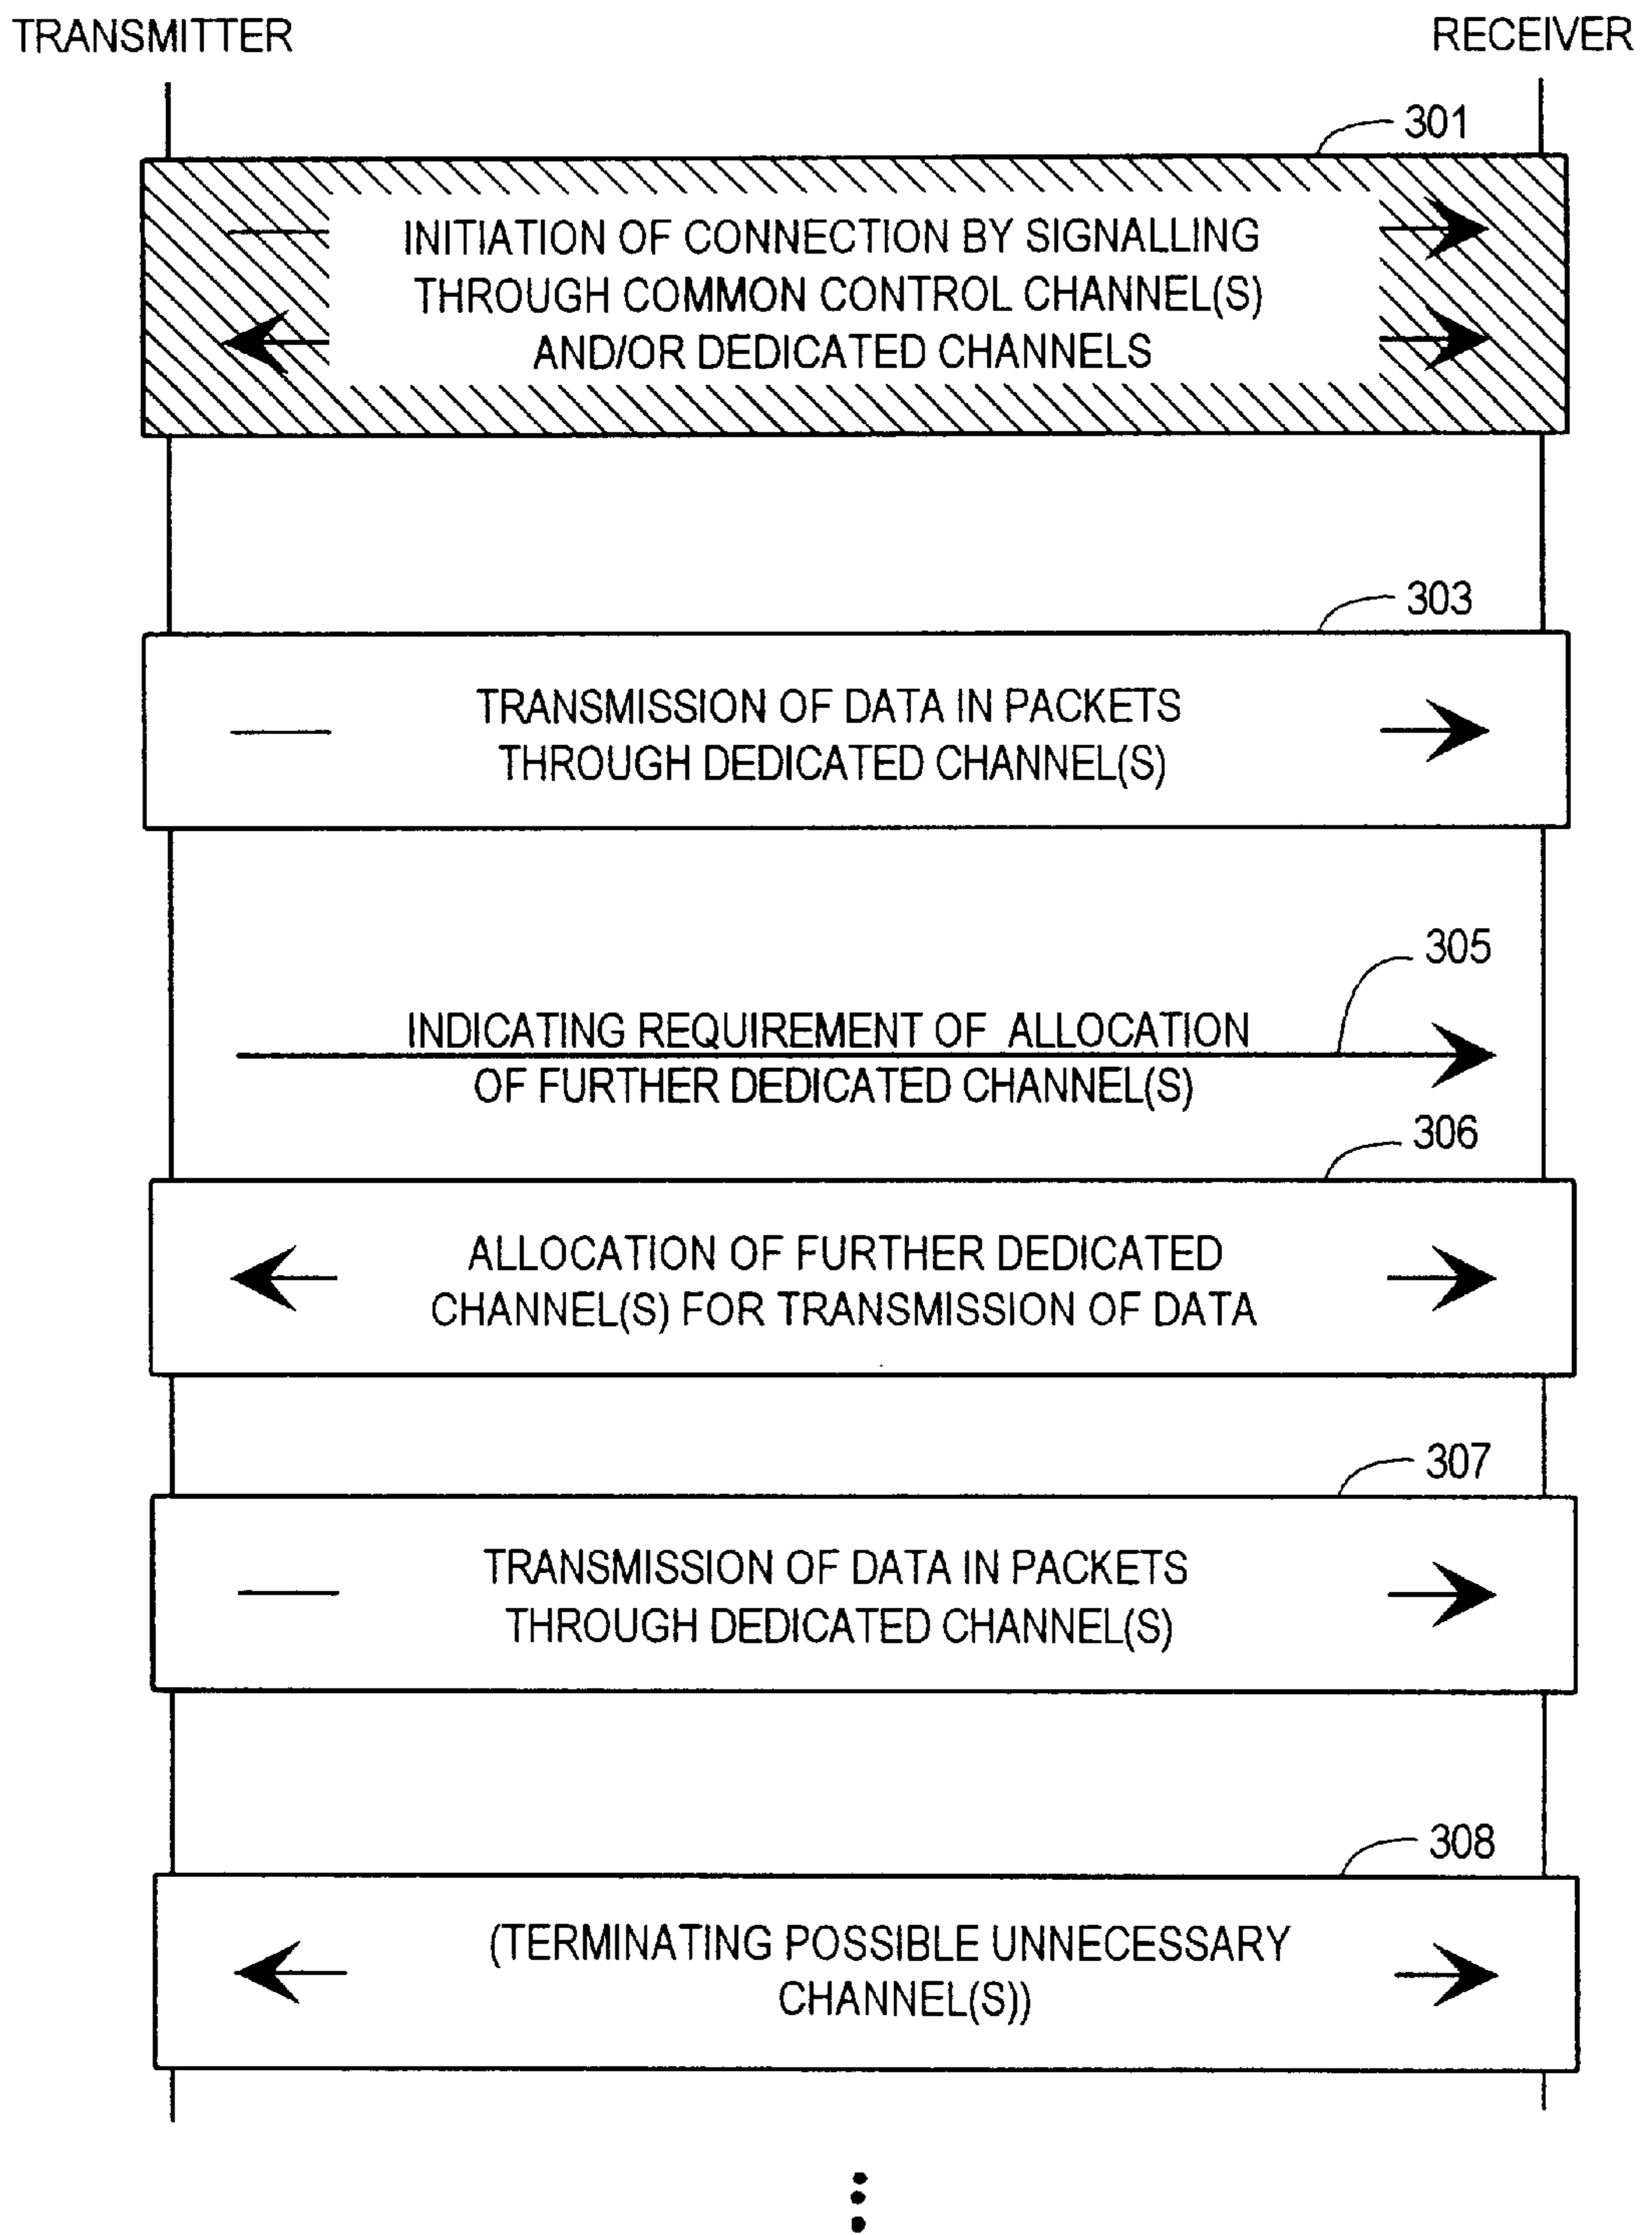 TRANSMITTER
RECEIVER
301
INITIATION OF CONNECTION BY SIGNALLING
THROUGH COMMON CONTROL CHANNEL(S)
AND/OR DEDICATED CHANNELS
303
TRANSMISSION OF DATA IN PACKETS
THROUGH DEDICATED CHANNEL(S)
305
INDICATING REQUIREMENT OF ALLOCATION
OF FURTHER DEDICATED CHANNEL(S)
306
ALLOCATION OF FURTHER DEDICATED
CHANNEL(S) FOR TRANSMISSION OF DATA
307
TRANSMISSION OF DATA IN PACKETS
THROUGH DEDICATED CHANNEL(S)
308
(TERMINATING POSSIBLE UNNECESSARY
CHANNEL(S))